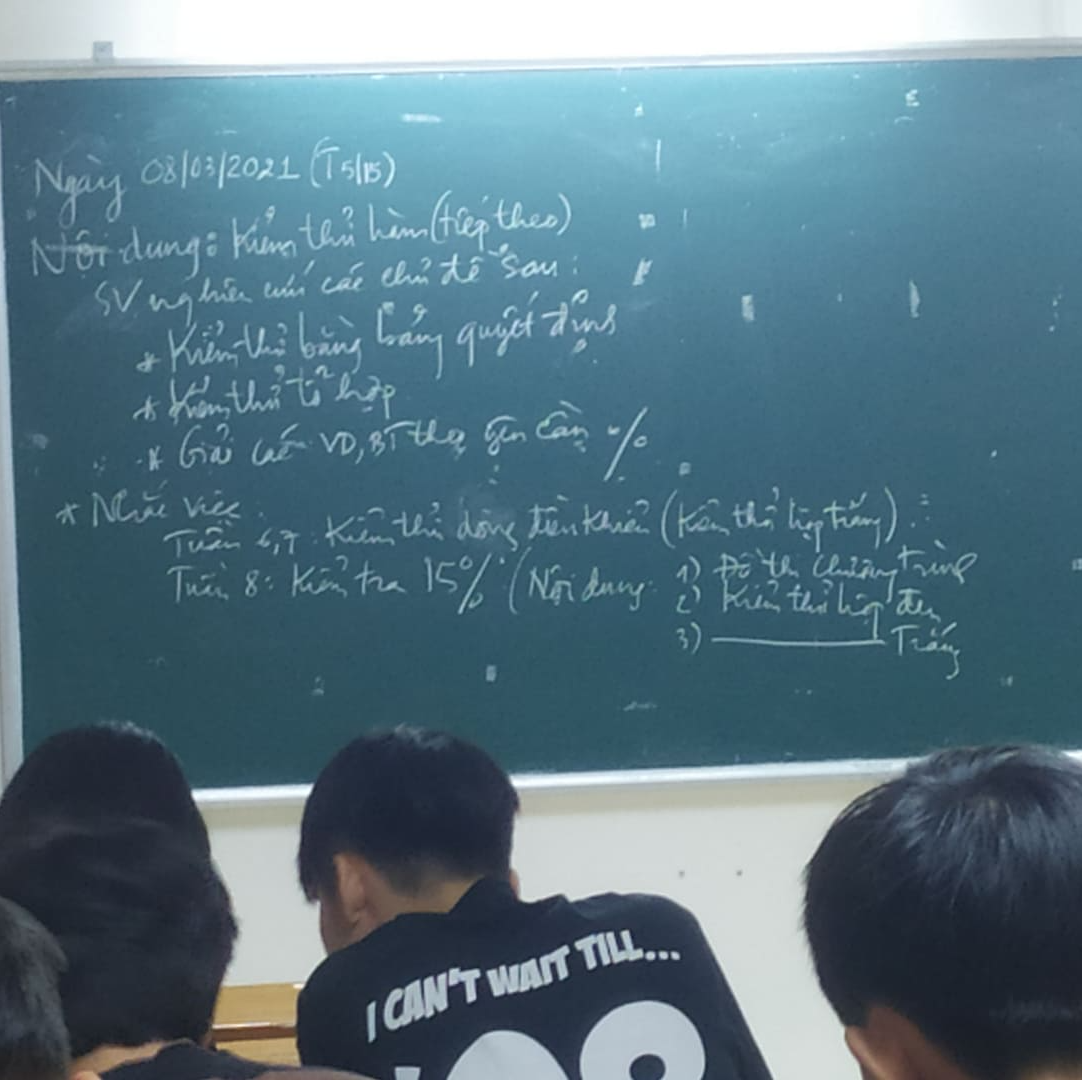 Ngày 08/03/2021 (T5/15)
Nội dung: Kiểm thử hàm (tiếp theo)
SV nghiên cứu các chủ đề sau:
* Kiểm thử bằng bảng quyết định
* Kiểm thử tổ hợp
* Giải các VD, BT theo yêu cầu %
* Nhắc việc
Tuần 6,7: Kiểm thử dòng điều khiển (Kiểm thử hộp trắng)
Tuần 8: Kiểm tra 15% (Nội dung: 1) Đồ thị chương trình
2) Kiểm thử hộp đen
3) ———— Trắng
I CAN'T WAIT TILL...